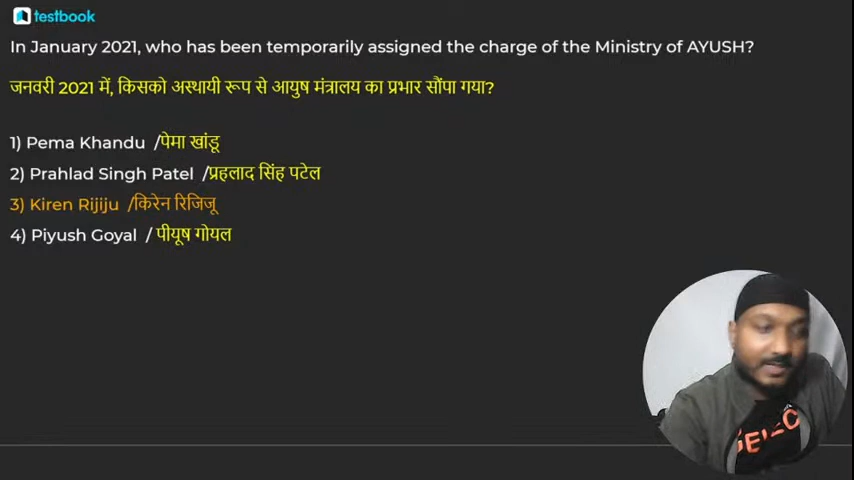 testbook
In January 2021, who has been temporarily assigned the charge of the Ministry of AYUSH?
जनवरी 2021 में, किसको अस्थायी रूप से आयुष मंत्रालय का प्रभार सौंपा गया?
1) Pema Khandu /पेमा खांडू
2) Prahlad Singh Patel /प्रहलाद सिंह पटेल
3) Kiren Rijiju /किरेन रिजिजू
4) Piyush Goyal / पीयूष गोयल